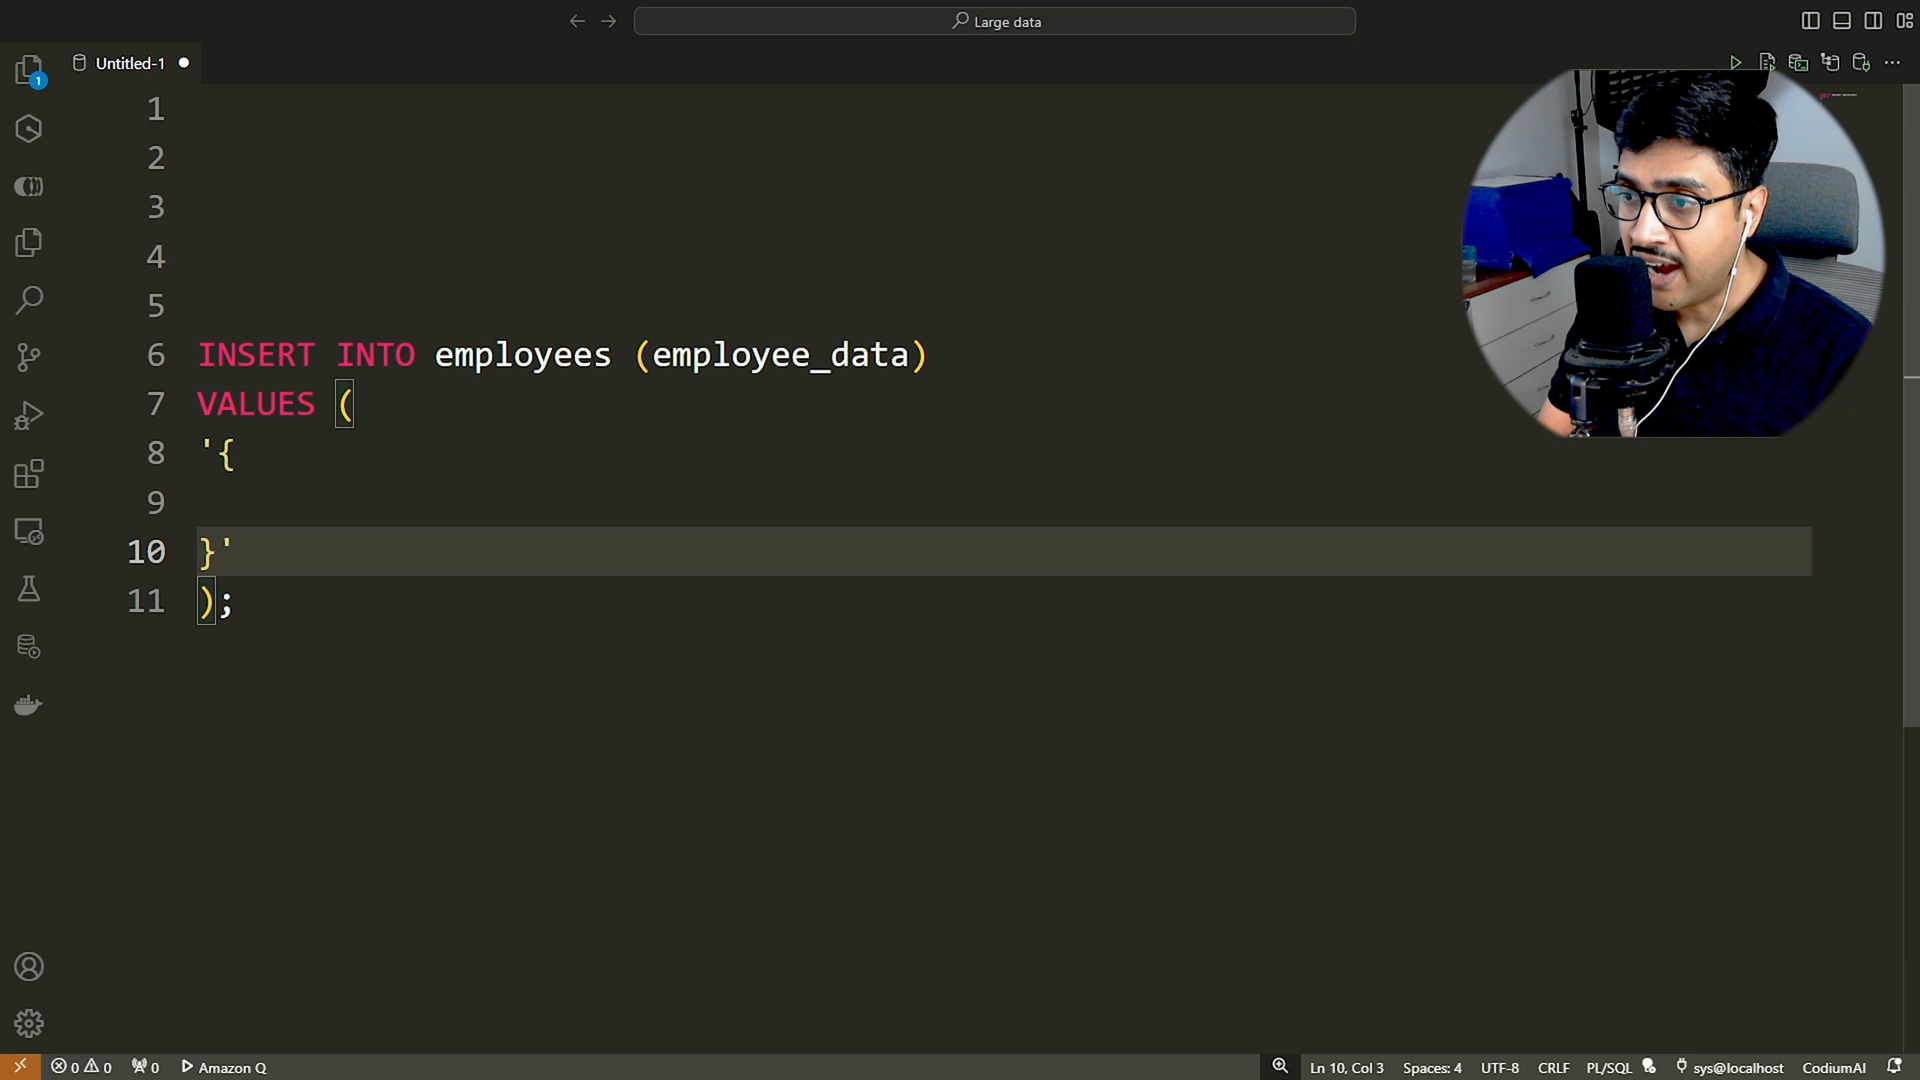 Large data
Untitled-1
1
1
2
3
4
5
6 INSERT INTO employees (employee_data)
7 VALUES (
8 '{
9
10 }'
11 );
0 0 0 Amazon Q Ln 10, Col 3 Spaces: 4 UTF-8 CRLF PL/SQL sys@localhost CodiumAI